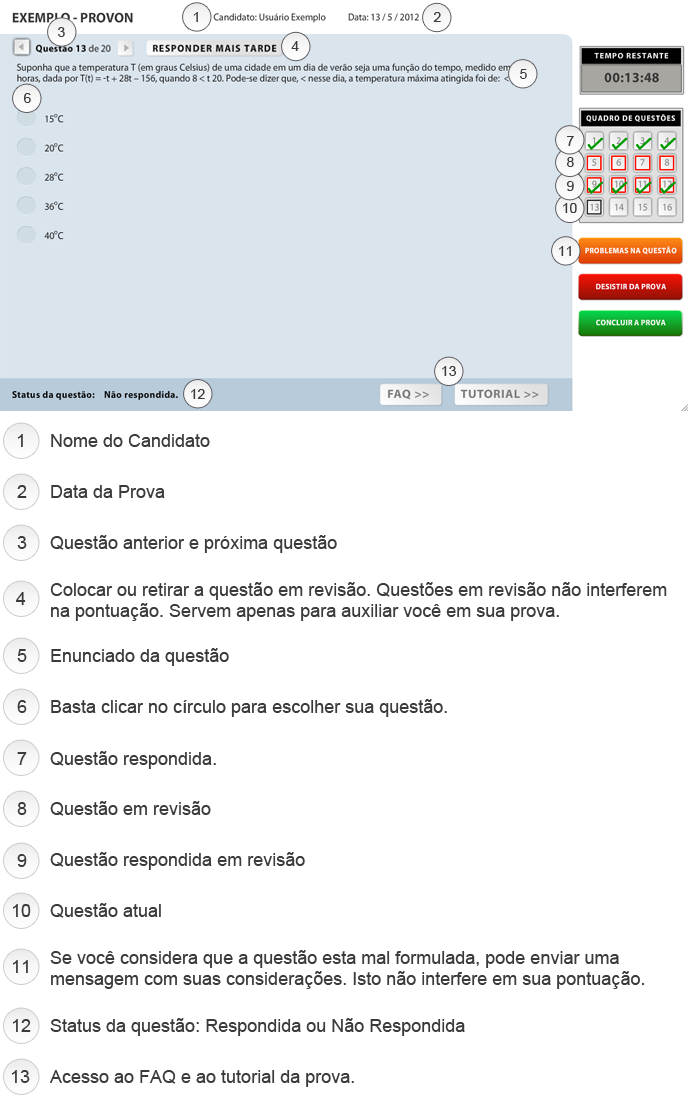 EXEMPLO - PROVON
1
Candidato: Usuário Exemplo
Data: 13 / 5 / 2012
2
3
Questão 13 de 20
RESPONDER MAIS TARDE
4
Suponha que a temperatura T (em graus Celsius) de uma cidade em um dia de verão seja uma função do tempo, medido em
horas, dada por T(t) = -t + 28t – 156, quando 8 < t 20. Pode-se dizer que, < nesse dia, a temperatura máxima atingida foi de: <
5
6
15°C
20°C
28°C
36°C
40°C
TEMPO RESTANTE
00:13:48
QUADRO DE QUESTÕES
7 1 2 3 4
8 5 6 7 8
9 9 10 11 12
10 13 14 15 16
11 PROBLEMAS NA QUESTÃO
DESISTIR DA PROVA
CONCLUIR A PROVA
Status da questão: Não respondida.
12
13
FAQ >>
TUTORIAL >>
1 Nome do Candidato
2 Data da Prova
3 Questão anterior e próxima questão
4 Colocar ou retirar a questão em revisão. Questões em revisão não interferem
na pontuação. Servem apenas para auxiliar você em sua prova.
5 Enunciado da questão
6 Basta clicar no círculo para escolher sua questão.
7 Questão respondida.
8 Questão em revisão
9 Questão respondida em revisão
10 Questão atual
11 Se você considera que a questão esta mal formulada, pode enviar uma
mensagem com suas considerações. Isto não interfere em sua pontuação.
12 Status da questão: Respondida ou Não Respondida
13 Acesso ao FAQ e ao tutorial da prova.